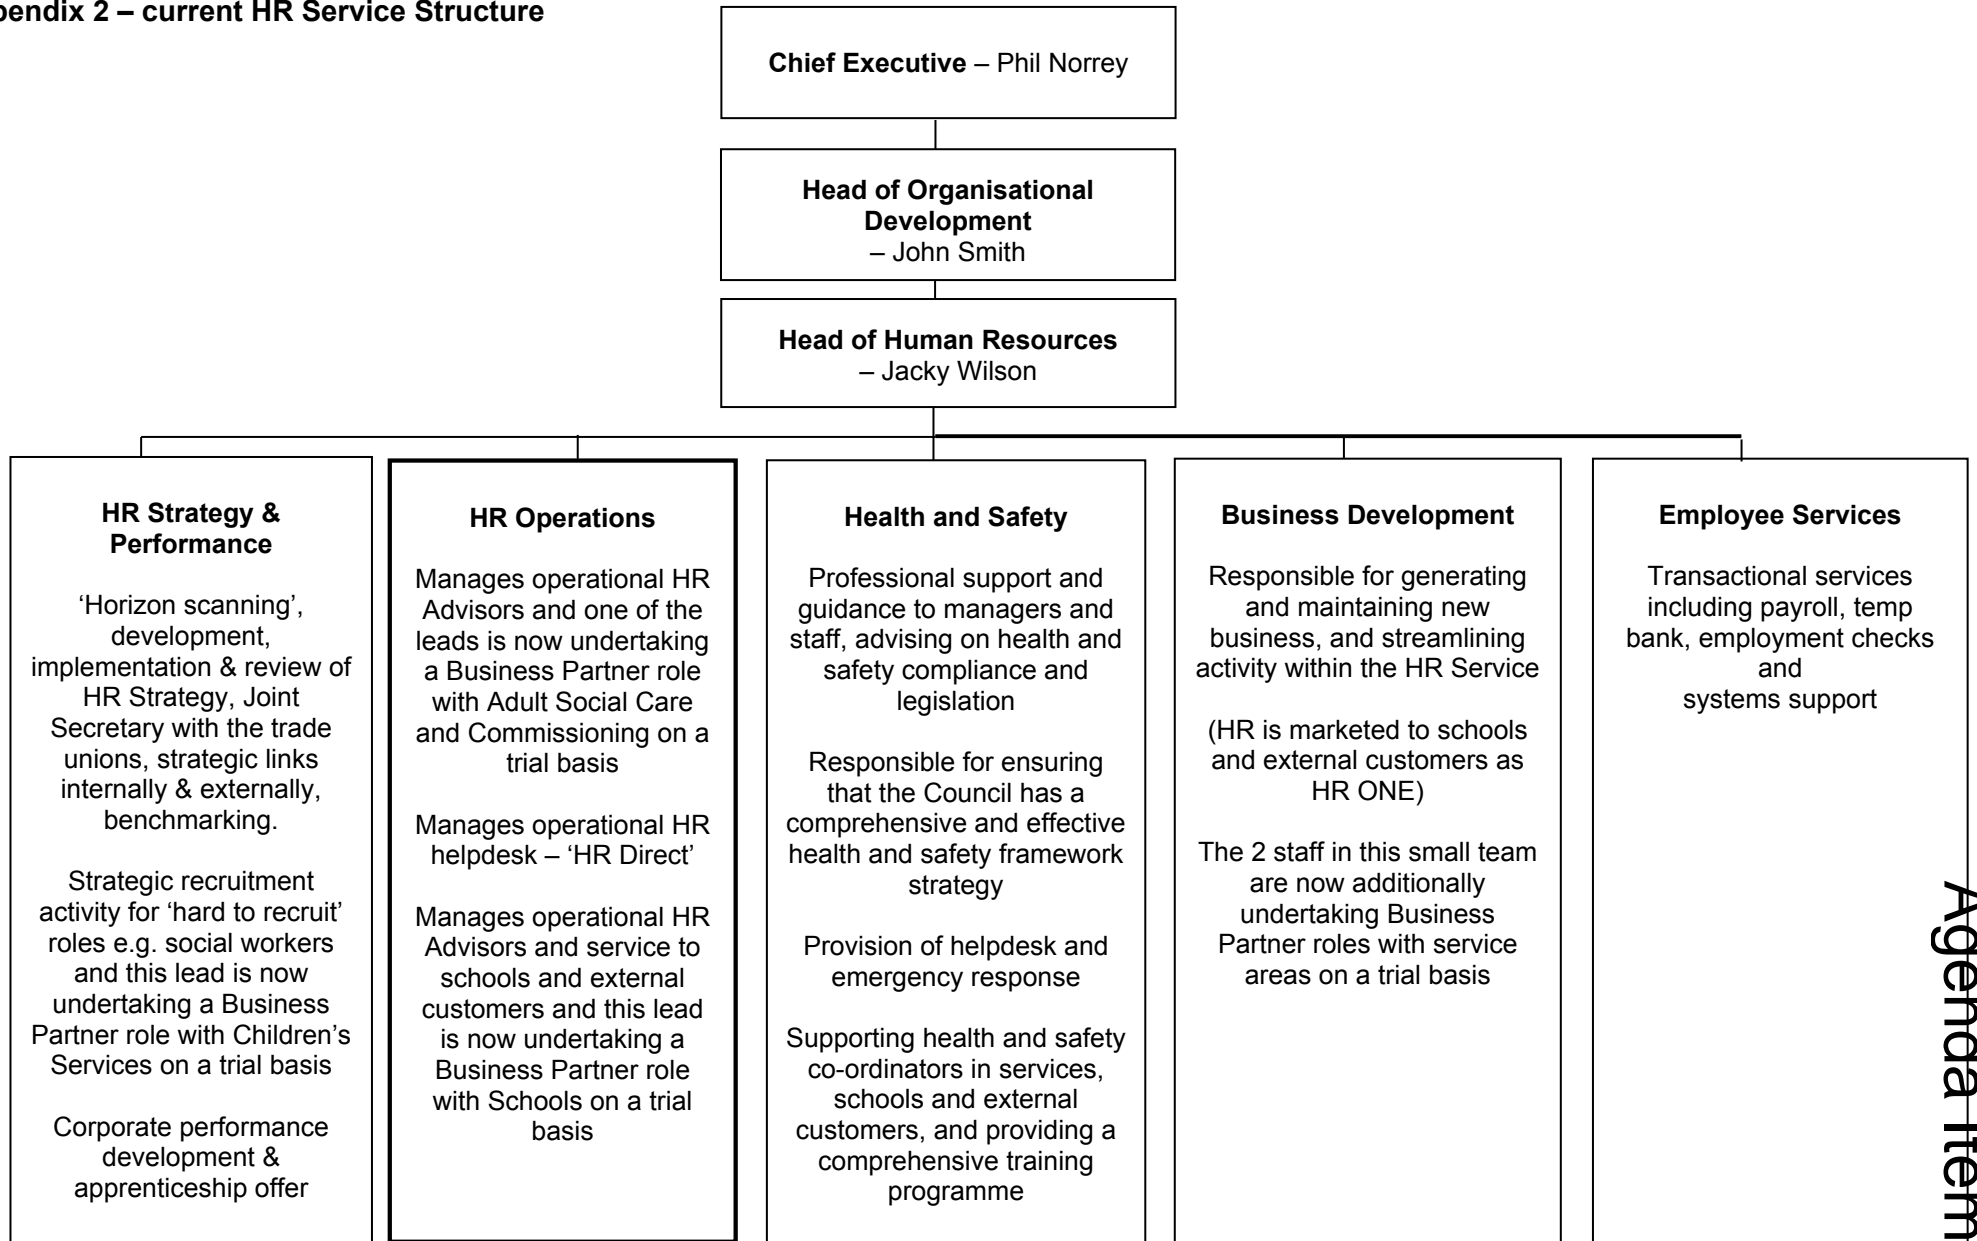 pendix 2 – current HR Service Structure
Chief Executive – Phil Norrey
Head of Organisational
Development
– John Smith
Head of Human Resources
– Jacky Wilson
HR Strategy &
Performance
‘Horizon scanning’,
development,
implementation & review of
HR Strategy, Joint
Secretary with the trade
unions, strategic links
internally & externally,
benchmarking.
Strategic recruitment
activity for ‘hard to recruit’
roles e.g. social workers
and this lead is now
undertaking a Business
Partner role with Children’s
Services on a trial basis
Corporate performance
development &
apprenticeship offer
HR Operations
Manages operational HR
Advisors and one of the
leads is now undertaking
a Business Partner role
with Adult Social Care
and Commissioning on a
trial basis
Manages operational HR
helpdesk – ‘HR Direct’
Manages operational HR
Advisors and service to
schools and external
customers and this lead
is now undertaking a
Business Partner role
with Schools on a trial
basis
Health and Safety
Professional support and
guidance to managers and
staff, advising on health and
safety compliance and
legislation
Responsible for ensuring
that the Council has a
comprehensive and effective
health and safety framework
strategy
Provision of helpdesk and
emergency response
Supporting health and safety
co-ordinators in services,
schools and external
customers, and providing a
comprehensive training
programme
Business Development
Responsible for generating
and maintaining new
business, and streamlining
activity within the HR Service
(HR is marketed to schools
and external customers as
HR ONE)
The 2 staff in this small team
are now additionally
undertaking Business
Partner roles with service
areas on a trial basis
Employee Services
Transactional services
including payroll, temp
bank, employment checks
and
systems support
Agenda Item